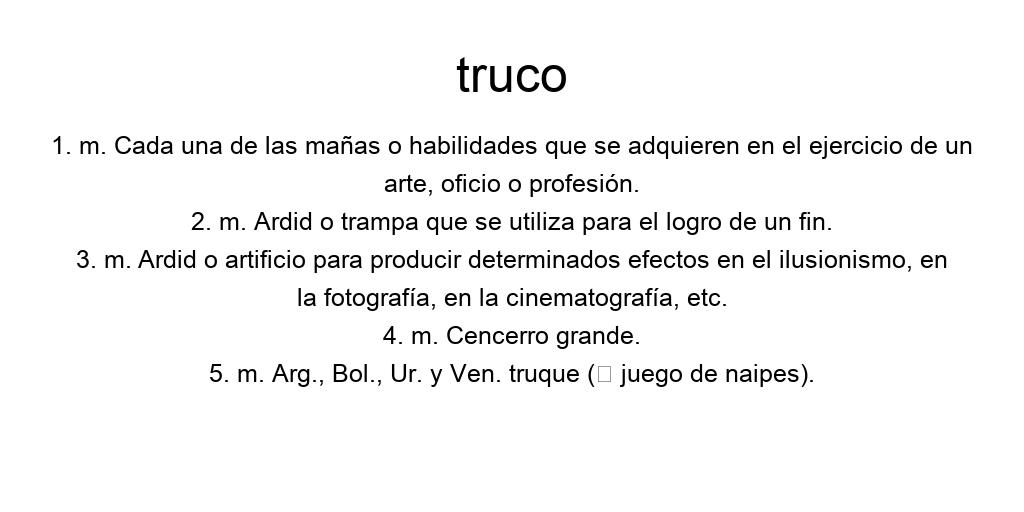 truco
1. m. Cada una de las mañas o habilidades que se adquieren en el ejercicio de un
arte, oficio o profesión.
2. m. Ardid o trampa que se utiliza para el logro de un fin.
3. m. Ardid o artificio para producir determinados efectos en el ilusionismo, en
la fotografía, en la cinematografía, etc.
4. m. Cencerro grande.
5. m. Arg., Bol., Ur. y Ven. truque (▯ juego de naipes).